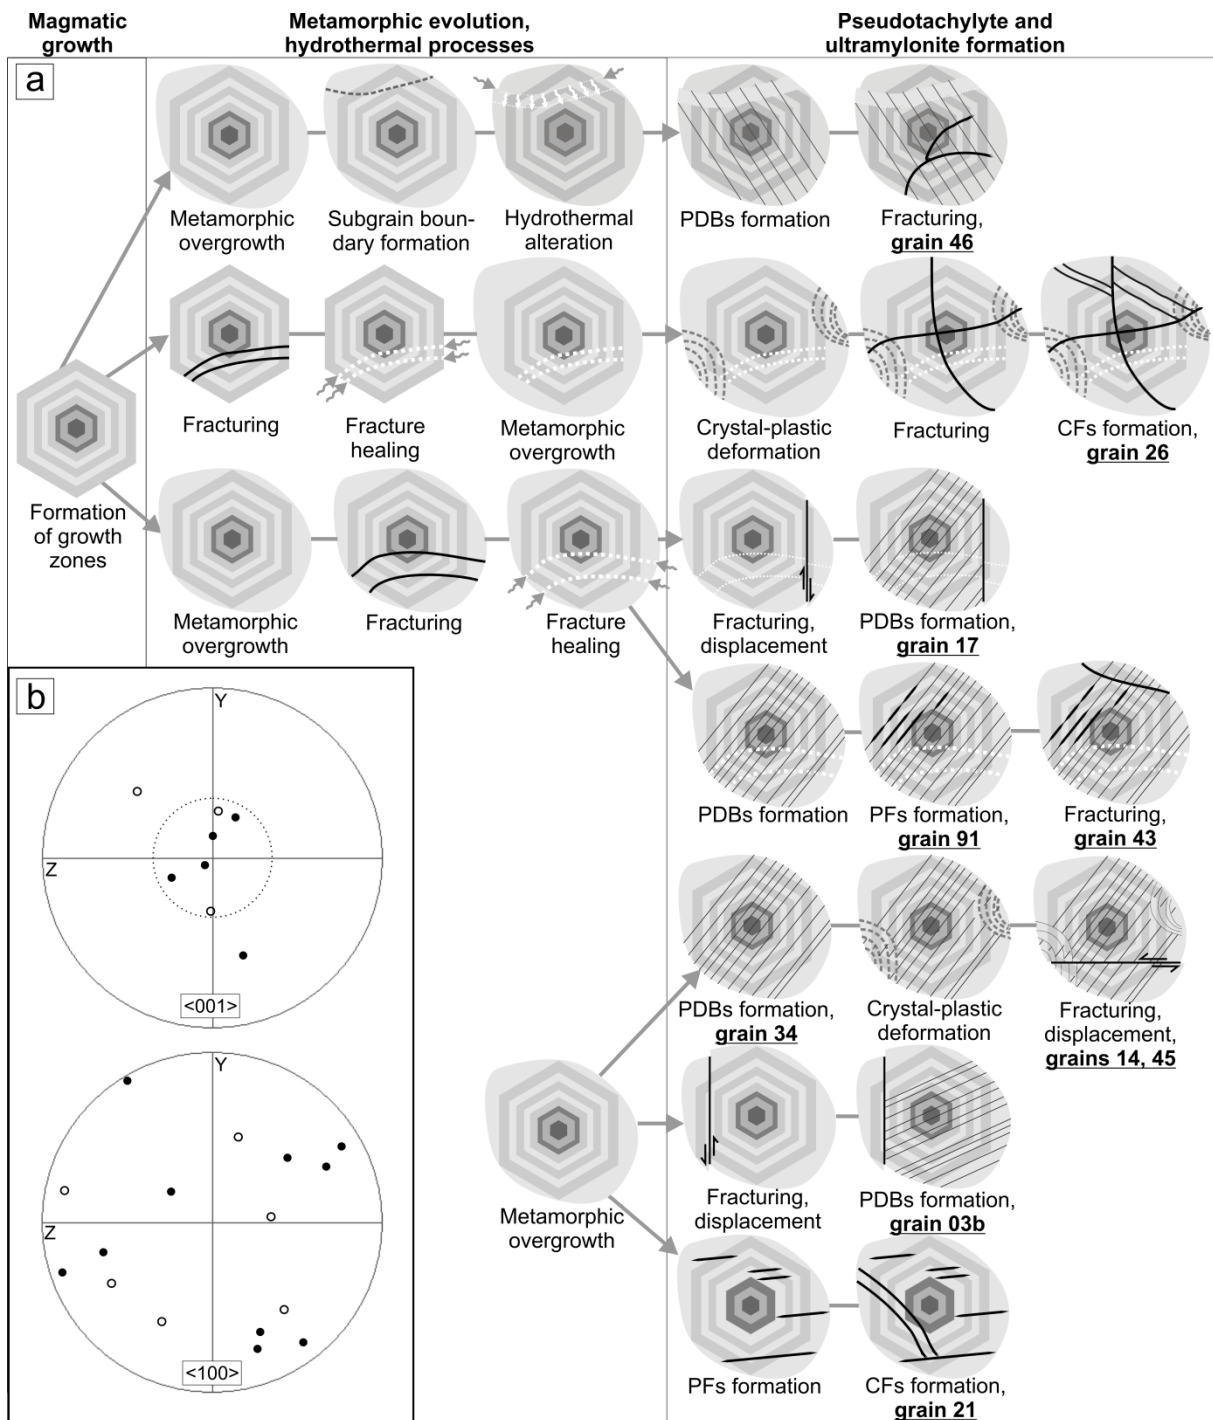 Magmatic
growth
Metamorphic evolution,
hydrothermal processes
Pseudotachylyte and
ultramylonite formation
a
Metamorphic
overgrowth
Subgrain boun-
dary formation
Hydrothermal
alteration
PDBs formation
Fracturing,
grain 46
Formation
of growth
zones
Fracturing
Fracture
healing
Metamorphic
overgrowth
Crystal-plastic
deformation
Fracturing
CFs formation,
grain 26
Metamorphic
overgrowth
Fracturing
Fracture
healing
Fracturing,
displacement
PDBs formation,
grain 17
PDBs formation
PFs formation,
grain 91
Fracturing,
grain 43
PDBs formation,
grain 34
Crystal-plastic
deformation
Fracturing,
displacement,
grains 14, 45
Metamorphic
overgrowth
Fracturing,
displacement
PDBs formation,
grain 03b
PFs formation
CFs formation,
grain 21
b
Y
Z
<001>
Y
Z
<100>